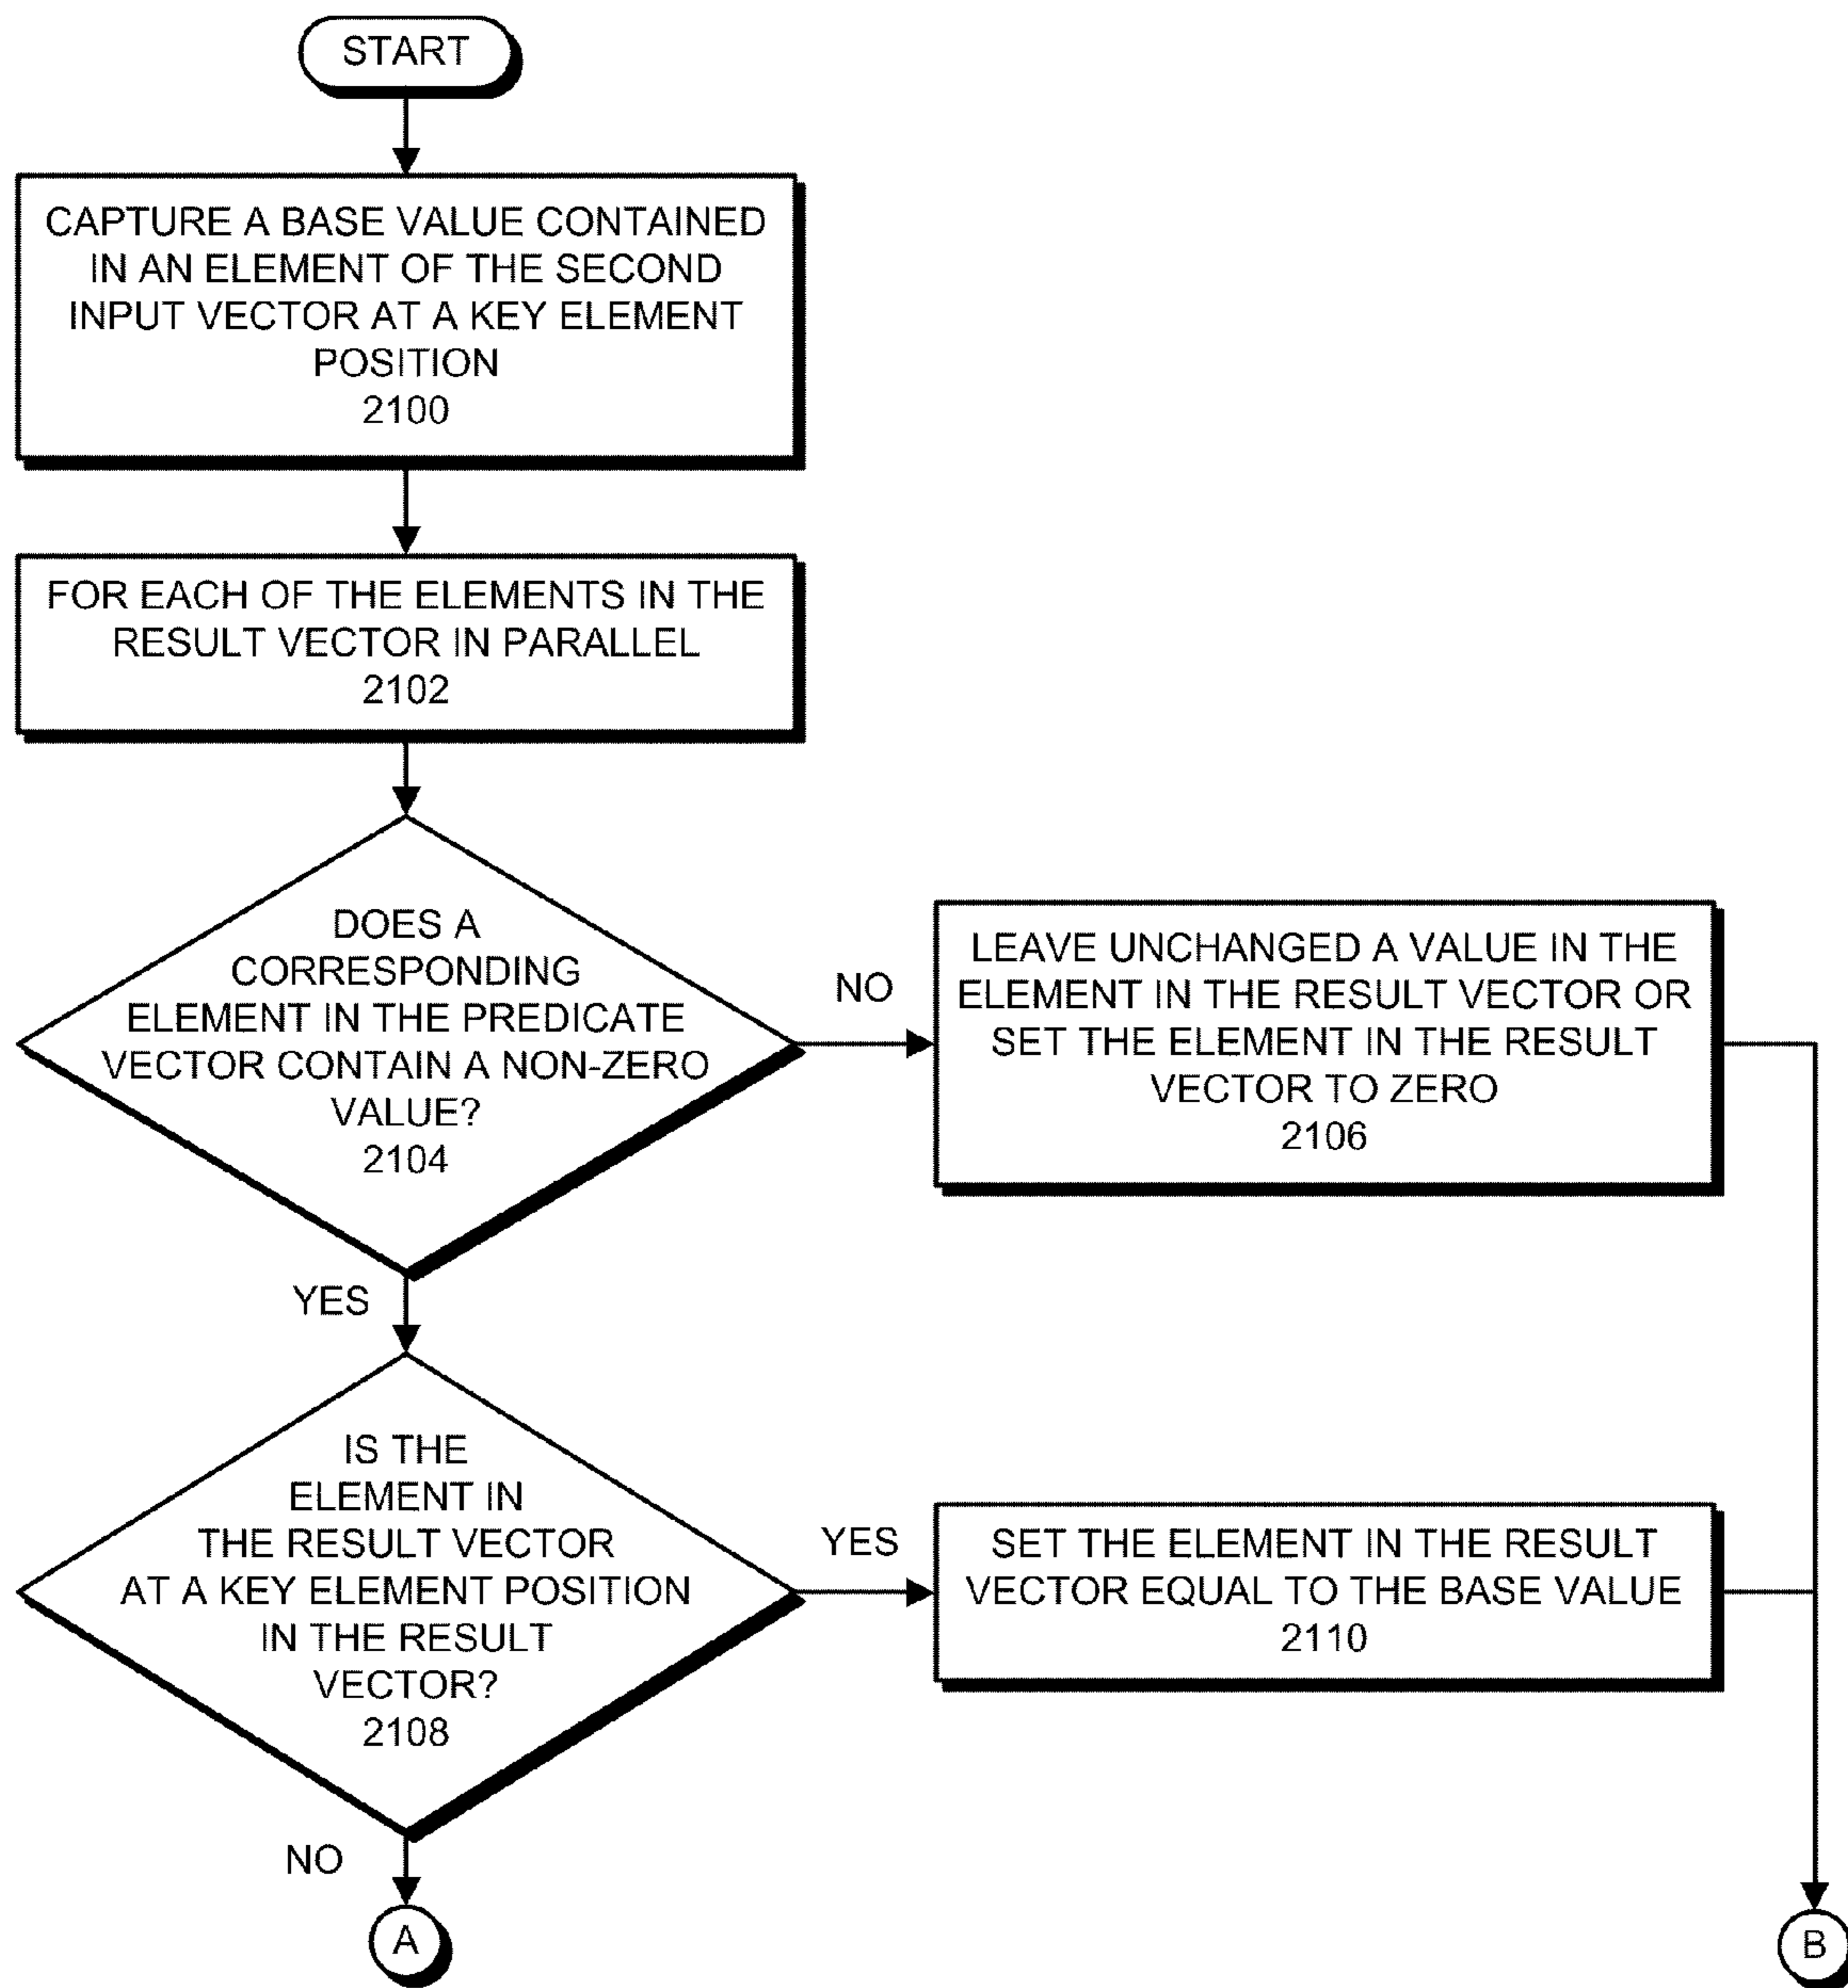 START
CAPTURE A BASE VALUE CONTAINED
IN AN ELEMENT OF THE SECOND
INPUT VECTOR AT A KEY ELEMENT
POSITION
2100
FOR EACH OF THE ELEMENTS IN THE
RESULT VECTOR IN PARALLEL
2102
DOES A
CORRESPONDING
ELEMENT IN THE PREDICATE
VECTOR CONTAIN A NON-ZERO
VALUE?
2104
NO
LEAVE UNCHANGED A VALUE IN THE
ELEMENT IN THE RESULT VECTOR OR
SET THE ELEMENT IN THE RESULT
VECTOR TO ZERO
2106
YES
IS THE
ELEMENT IN
THE RESULT VECTOR
AT A KEY ELEMENT POSITION
IN THE RESULT
VECTOR?
2108
YES
SET THE ELEMENT IN THE RESULT
VECTOR EQUAL TO THE BASE VALUE
2110
NO
A
B